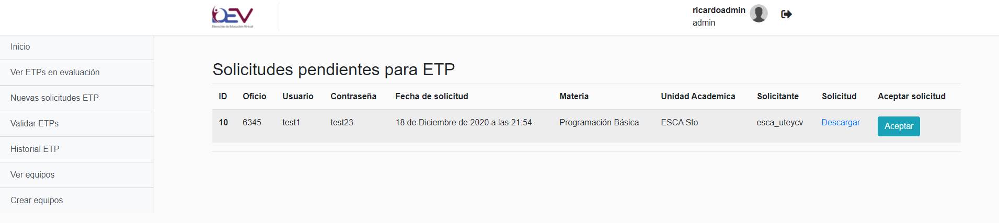 DEV
Dirección de Educación Virtual
ricardoadmin
admin
Inicio
Ver ETPs en evaluación
Nuevas solicitudes ETP
Validar ETPs
Historial ETP
Ver equipos
Crear equipos
Solicitudes pendientes para ETP
ID Oficio Usuario Contraseña Fecha de solicitud Materia Unidad Academica Solicitante Solicitud Aceptar solicitud
10 6345 test1 test23 18 de Diciembre de 2020 a las 21:54 Programación Básica ESCA Sto esca_uteycv Descargar Aceptar